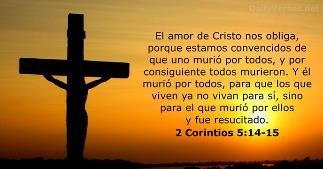 DailyVerses.net
El amor de Cristo nos obliga,
porque estamos convencidos de
que uno murió por todos, y por
consiguiente todos murieron. Y él
murió por todos, para que los que
viven ya no vivan para sí, sino
para el que murió por ellos
y fue resucitado.
2 Corintios 5:14-15